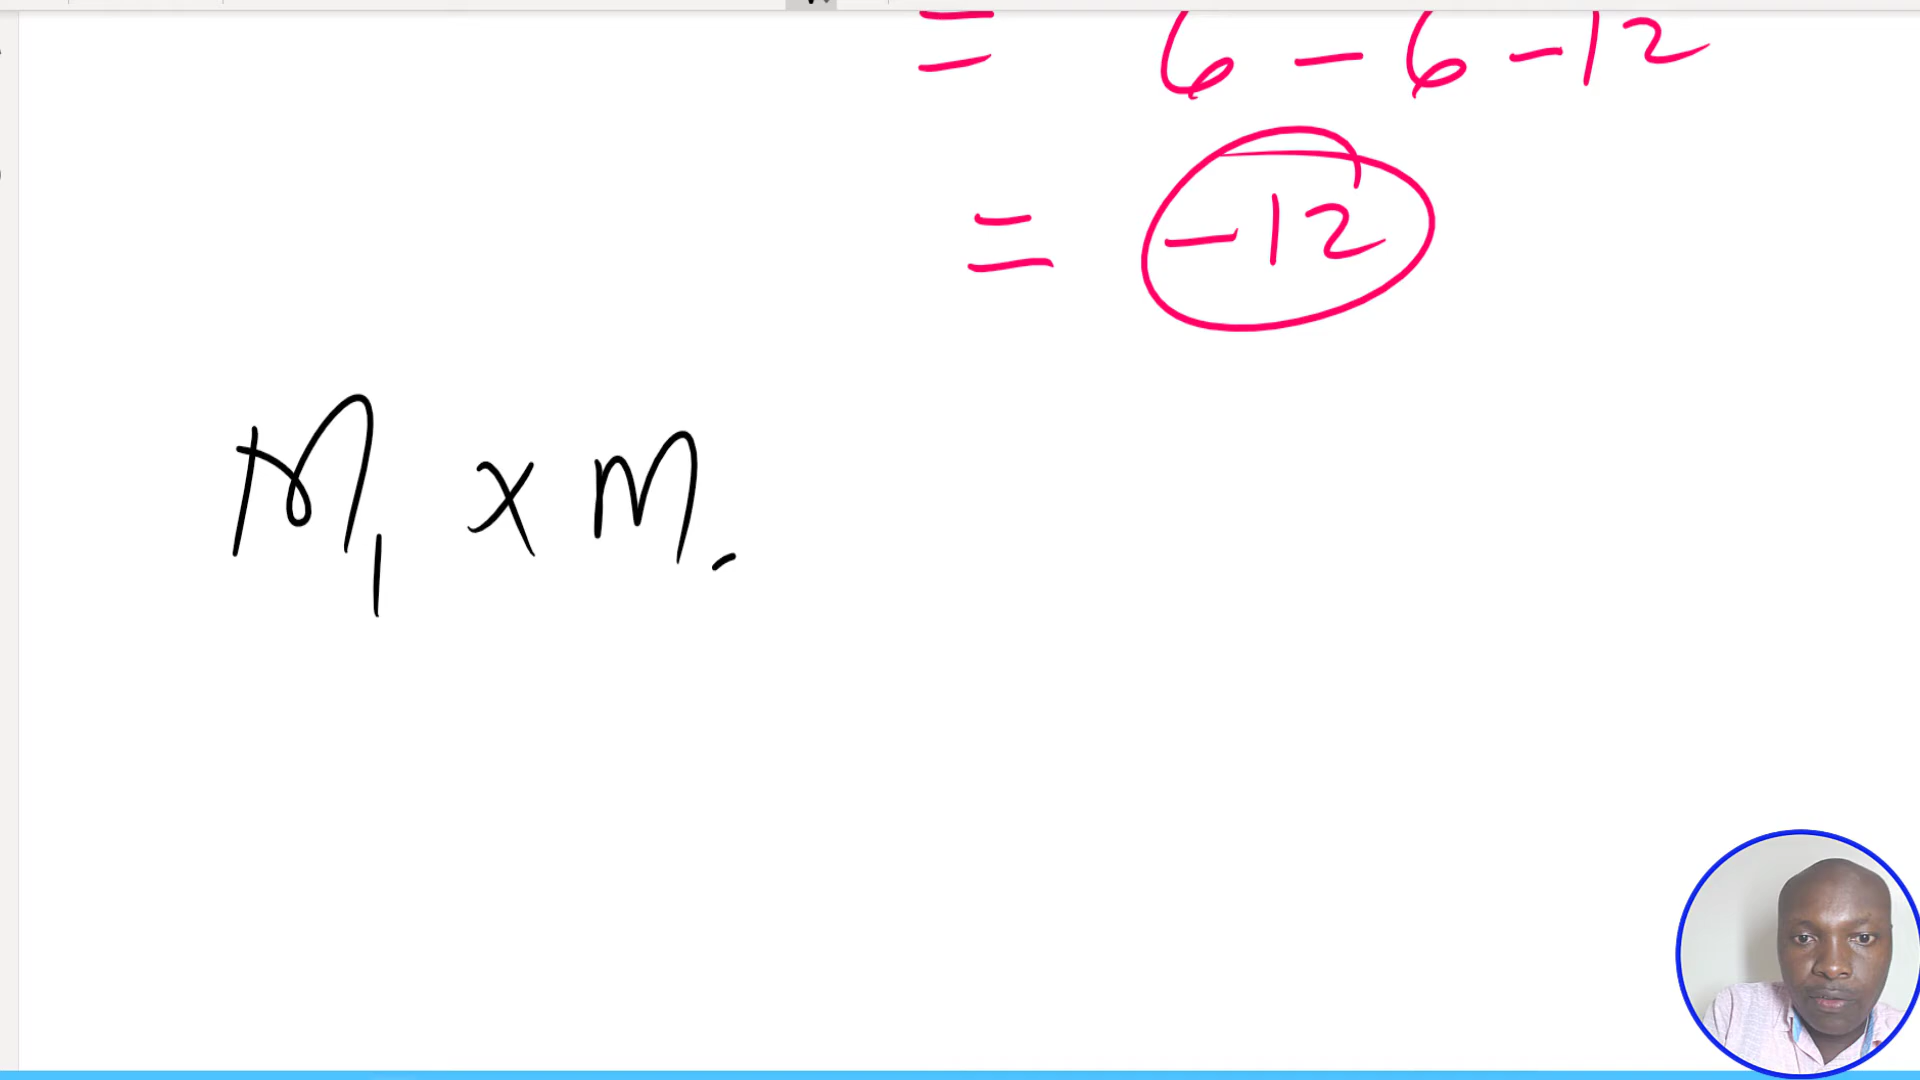 = 6 - 6 - 12
= -12
M₁ × M